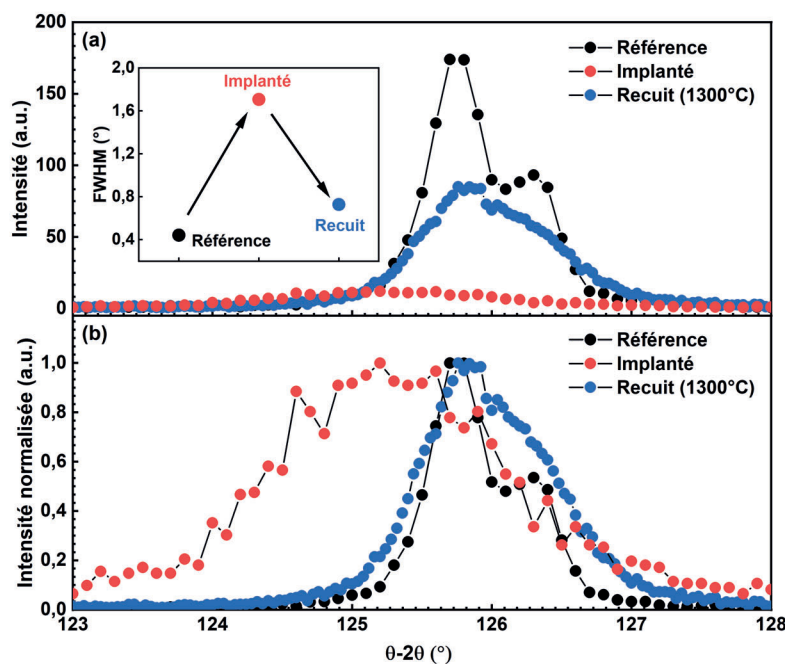 200
150
100
50
0
Intensité (a.u.)
(a)
Référence
Implanté
Recuit (1300°C)
2,0
1,6
1,2
0,8
0,4
FWHM (°)
Implanté
Référence
Recuit
(b)
Référence
Implanté
Recuit (1300°C)
1,0
0,8
0,6
0,4
0,2
0,0
Intensité normalisée (a.u.)
123 124 125 126 127 128
θ-2θ (°)